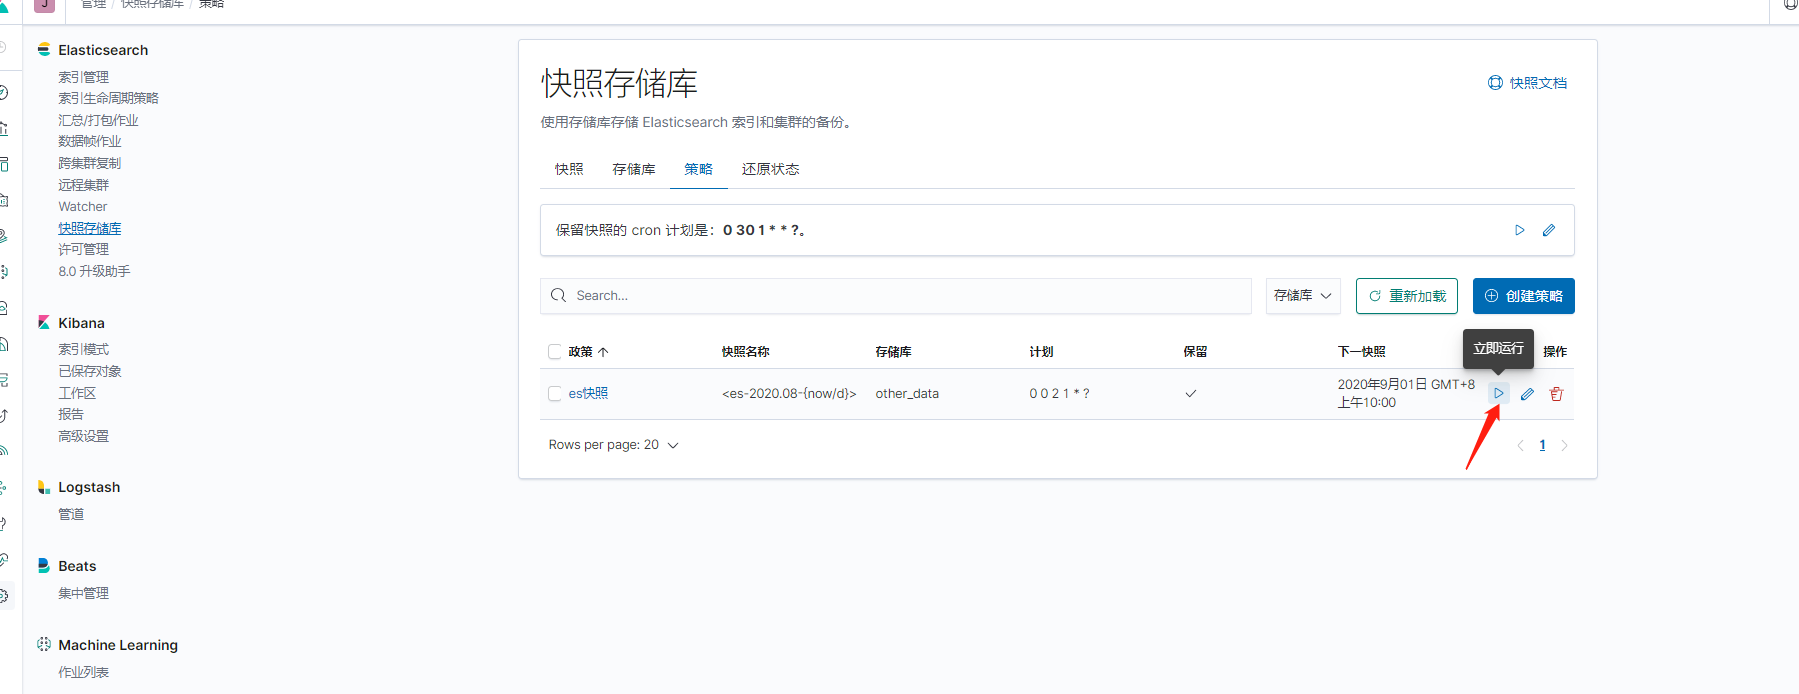 J
管理 / 快照存储库 / 策略
Elasticsearch
索引管理
索引生命周期策略
汇总/打包作业
数据帧作业
跨集群复制
远程集群
Watcher
快照存储库
许可管理
8.0 升级助手
Kibana
索引模式
已保存对象
工作区
报告
高级设置
Logstash
管道
Beats
集中管理
Machine Learning
作业列表
快照存储库
快照文档
使用存储库存储 Elasticsearch 索引和集群的备份。
快照 存储库 策略 还原状态
保留快照的 cron 计划是：0 30 1 * * ?。
Search...
存储库
重新加载
创建策略
立即运行
政策 快照名称 存储库 计划 保留 下一快照 操作
es快照 <es-2020.08-{now/d}> other_data 0 0 2 1 * ? 2020年9月01日 GMT+8
上午10:00
Rows per page: 20
1